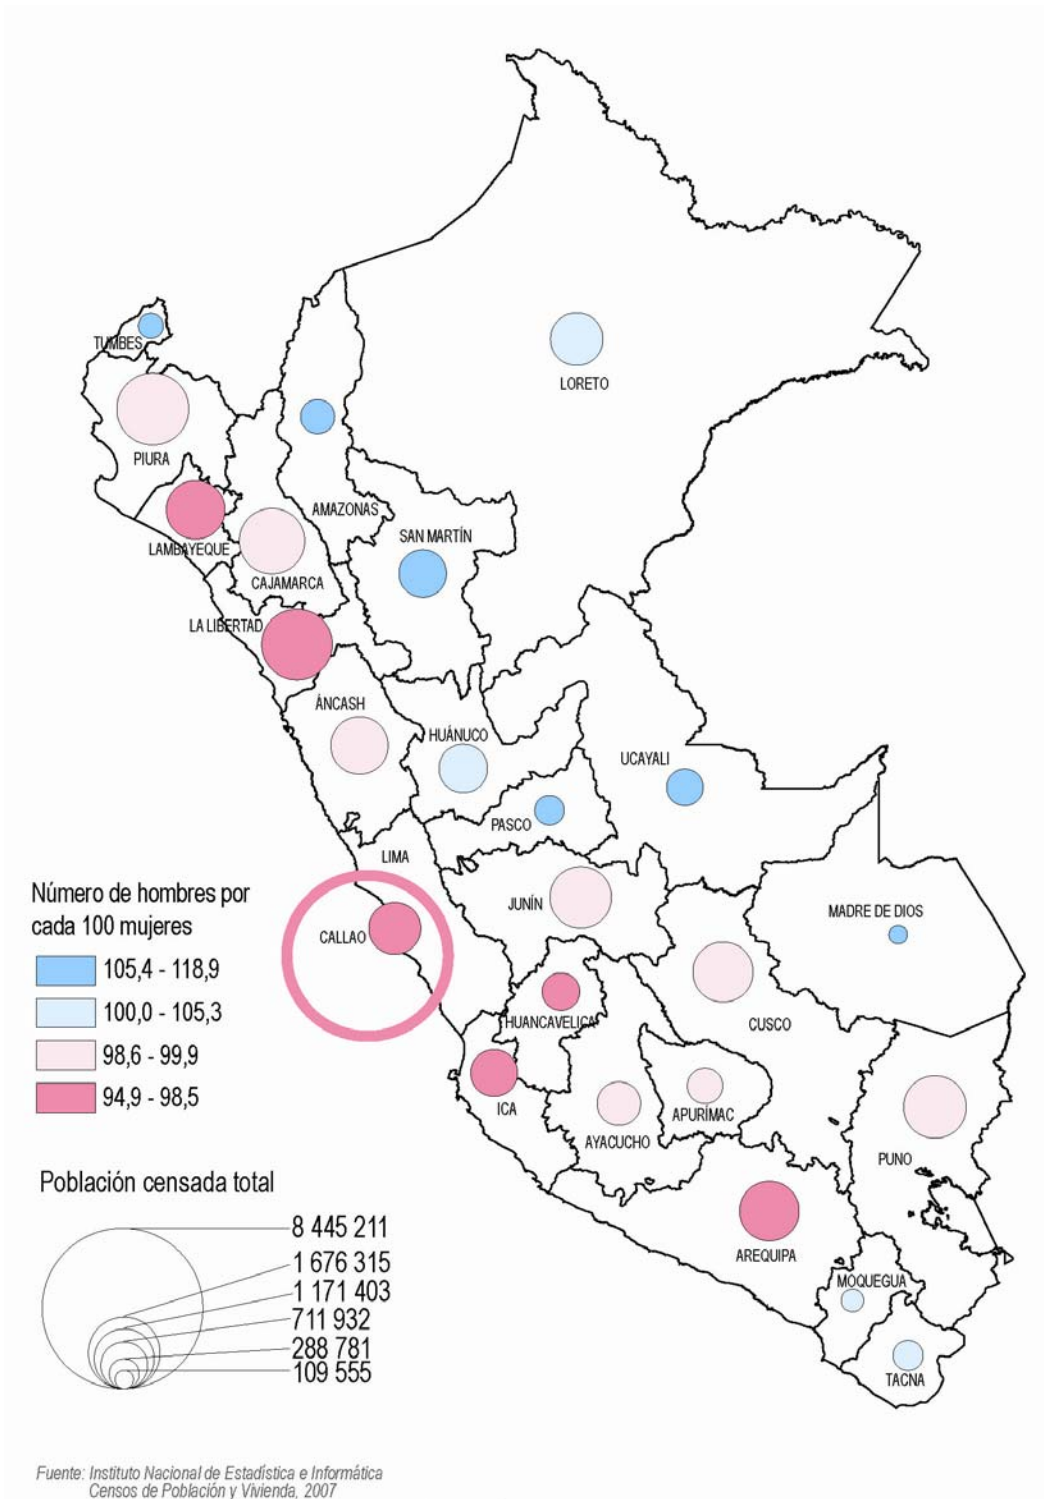 TUMBES
LORETO
PIURA
AMAZONAS
SAN MARTÍN
LAMBAYEQUE
CAJAMARCA
LA LIBERTAD
ÁNCASH
HUÁNUCO
UCAYALI
PASCO
LIMA
JUNÍN
MADRE DE DIOS
CALLAO
HUANCAVELICA
CUSCO
ICA
APURÍMAC
AYACUCHO
PUNO
AREQUIPA
MOQUEGUA
TACNA
Número de hombres por
cada 100 mujeres
105,4 - 118,9
100,0 - 105,3
98,6 - 99,9
94,9 - 98,5
Población censada total
8 445 211
1 676 315
1 171 403
711 932
288 781
109 555
Fuente: Instituto Nacional de Estadística e Informática
Censos de Población y Vivienda, 2007